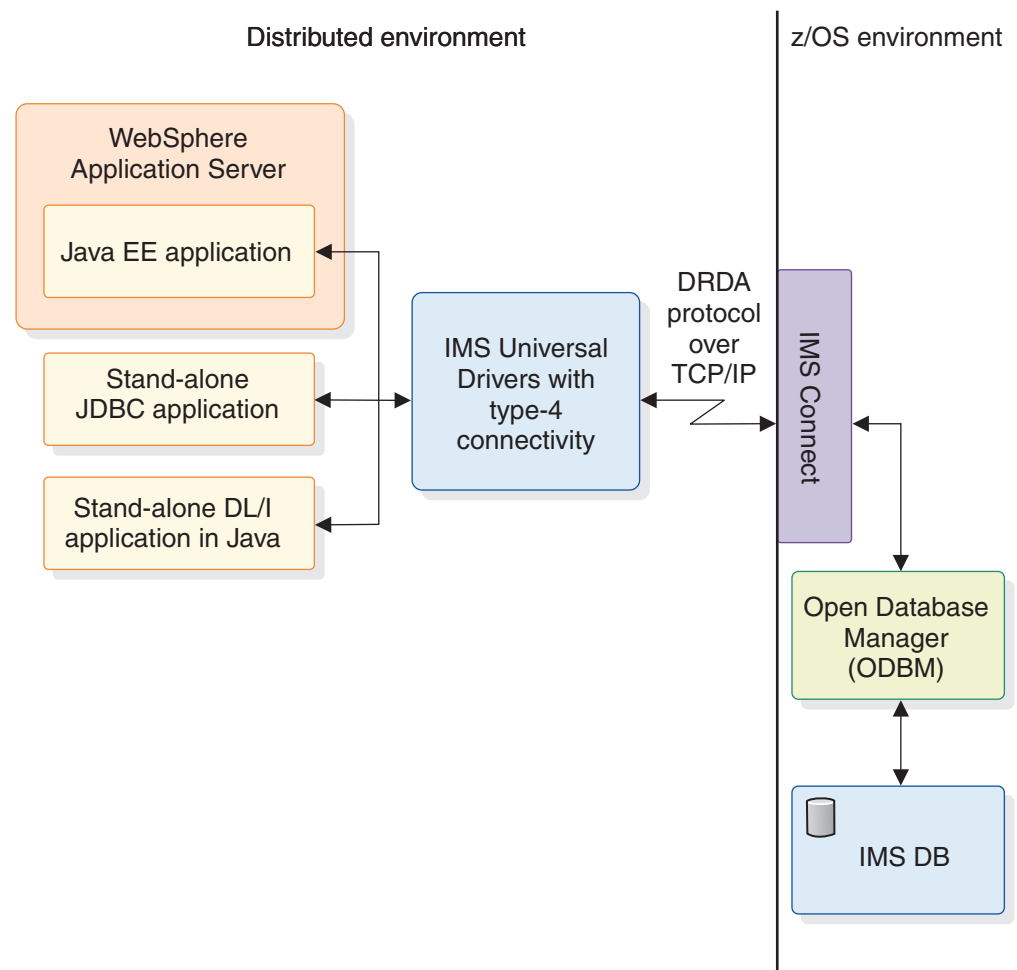 Distributed environment
z/OS environment
WebSphere
Application Server
Java EE application
Stand-alone
JDBC application
Stand-alone DL/I
application in Java
IMS Universal
Drivers with
type-4
connectivity
DRDA
protocol
over
TCP/IP
IMS Connect
Open Database
Manager
(ODBM)
IMS DB